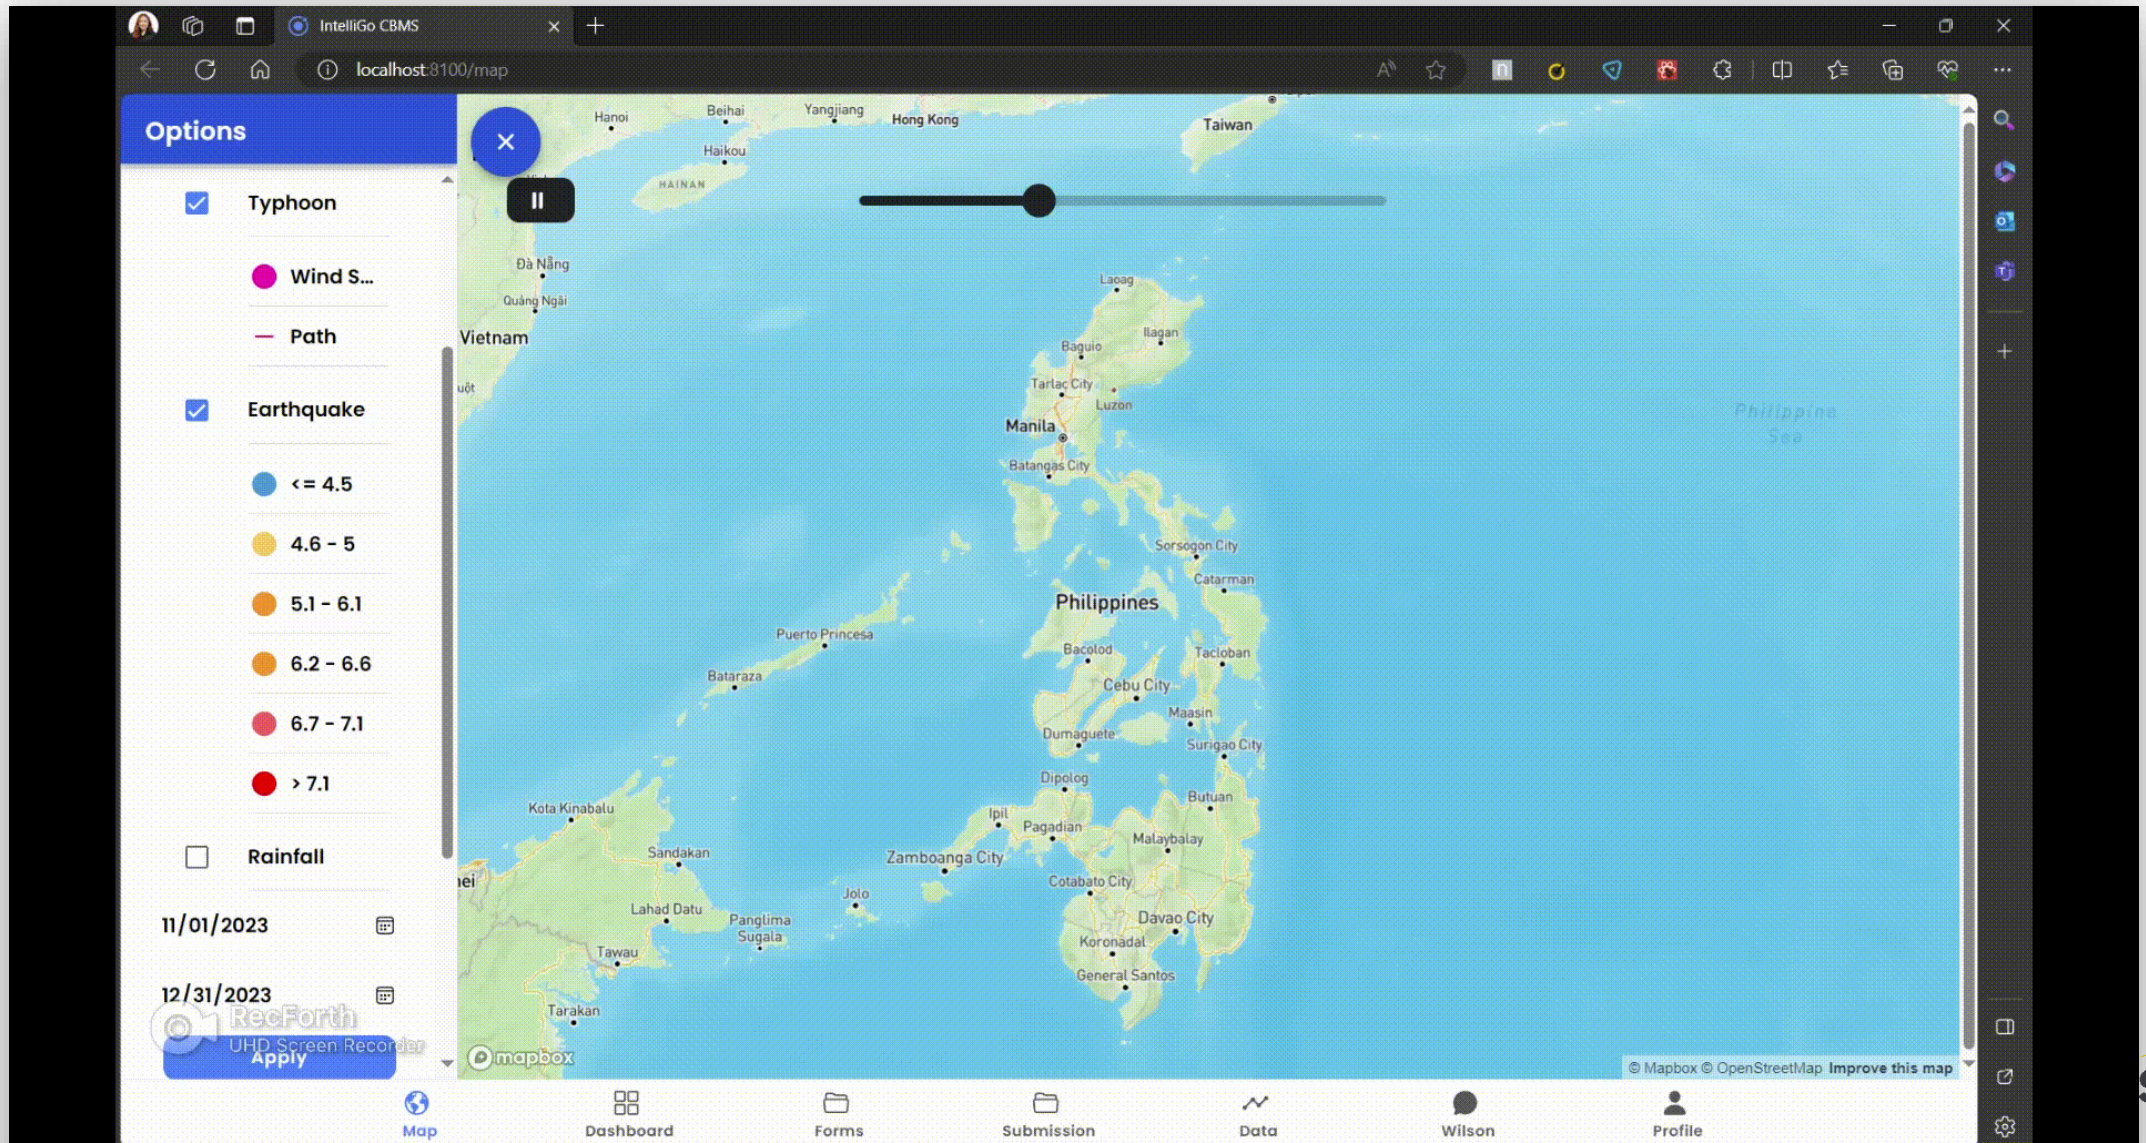 IntelliGo CBMS
localhost:8100/map
Options
Typhoon
Wind S...
Path
Earthquake
<= 4.5
4.6 - 5
5.1 - 6.1
6.2 - 6.6
6.7 - 7.1
> 7.1
Rainfall
11/01/2023
12/31/2023
RecForth
UHD Screen Recorder
Apply
Hanoi
Beihai
Yangjiang
Hong Kong
Taiwan
Haikou
HAINAN
Đà Nẵng
Quảng Ngãi
Vietnam
uột
Laoag
Ilagan
Baguio
Tarlac City
Luzon
Manila
Batangas City
Philippine
Sea
Sorsogon City
Catarman
Philippines
Puerto Princesa
Bacolod
Tacloban
Bataraza
Cebu City
Maasin
Dumaguete
Surigao City
Dipolog
Butuan
Kota Kinabalu
Ipil
Pagadian
Malaybalay
Sandakan
Zamboanga City
nei
Cotabato City
Jolo
Lahad Datu
Panglima
Sugala
Davao City
Koronadal
Tawau
General Santos
Tarakan
mapbox
© Mapbox © OpenStreetMap Improve this map
Map
Dashboard
Forms
Submission
Data
Wilson
Profile